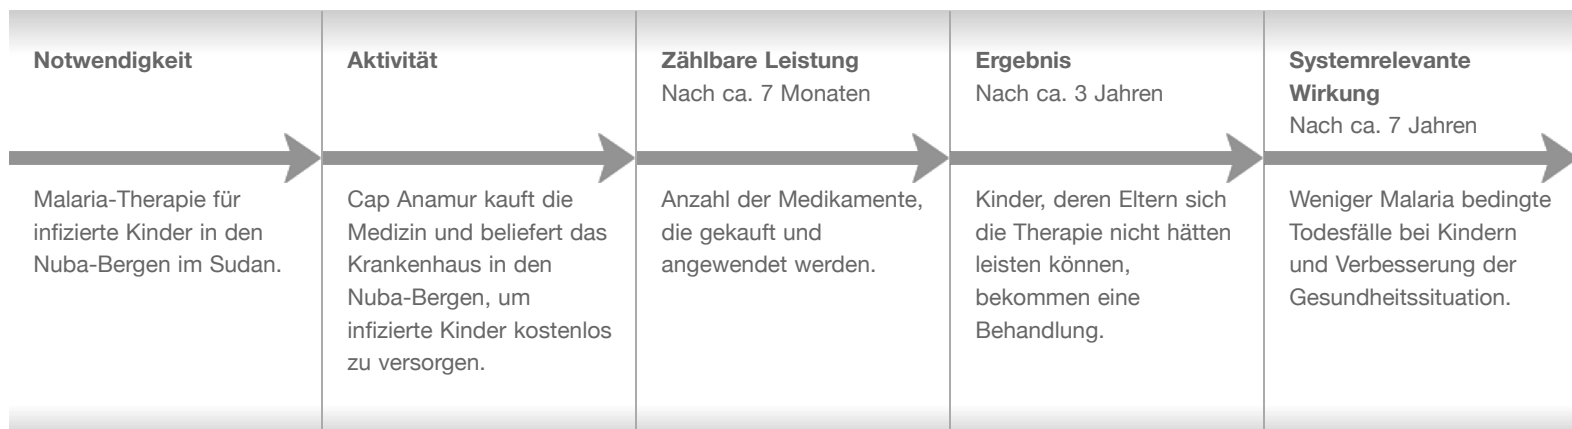 Notwendigkeit
Malaria-Therapie für
infizierte Kinder in den
Nuba-Bergen im Sudan.
Aktivität
Cap Anamur kauft die
Medizin und beliefert das
Krankenhaus in den
Nuba-Bergen, um
infizierte Kinder kostenlos
zu versorgen.
Zählbare Leistung
Nach ca. 7 Monaten
Anzahl der Medikamente,
die gekauft und
angewendet werden.
Ergebnis
Nach ca. 3 Jahren
Kinder, deren Eltern sich
die Therapie nicht hätten
leisten können,
bekommen eine
Behandlung.
Systemrelevante
Wirkung
Nach ca. 7 Jahren
Weniger Malaria bedingte
Todesfälle bei Kindern
und Verbesserung der
Gesundheitssituation.